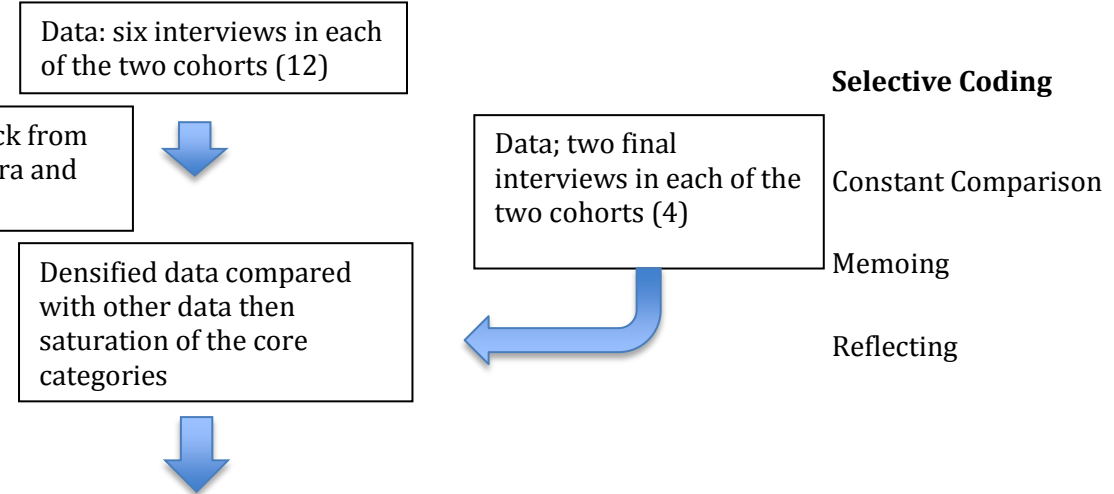 Data: six interviews in each
of the two cohorts (12)
Selective Coding
from
and
Data; two final
interviews in each of the
two cohorts (4)
Constant Comparison
Memoing
Densified data compared
with other data then
saturation of the core
categories
Reflecting